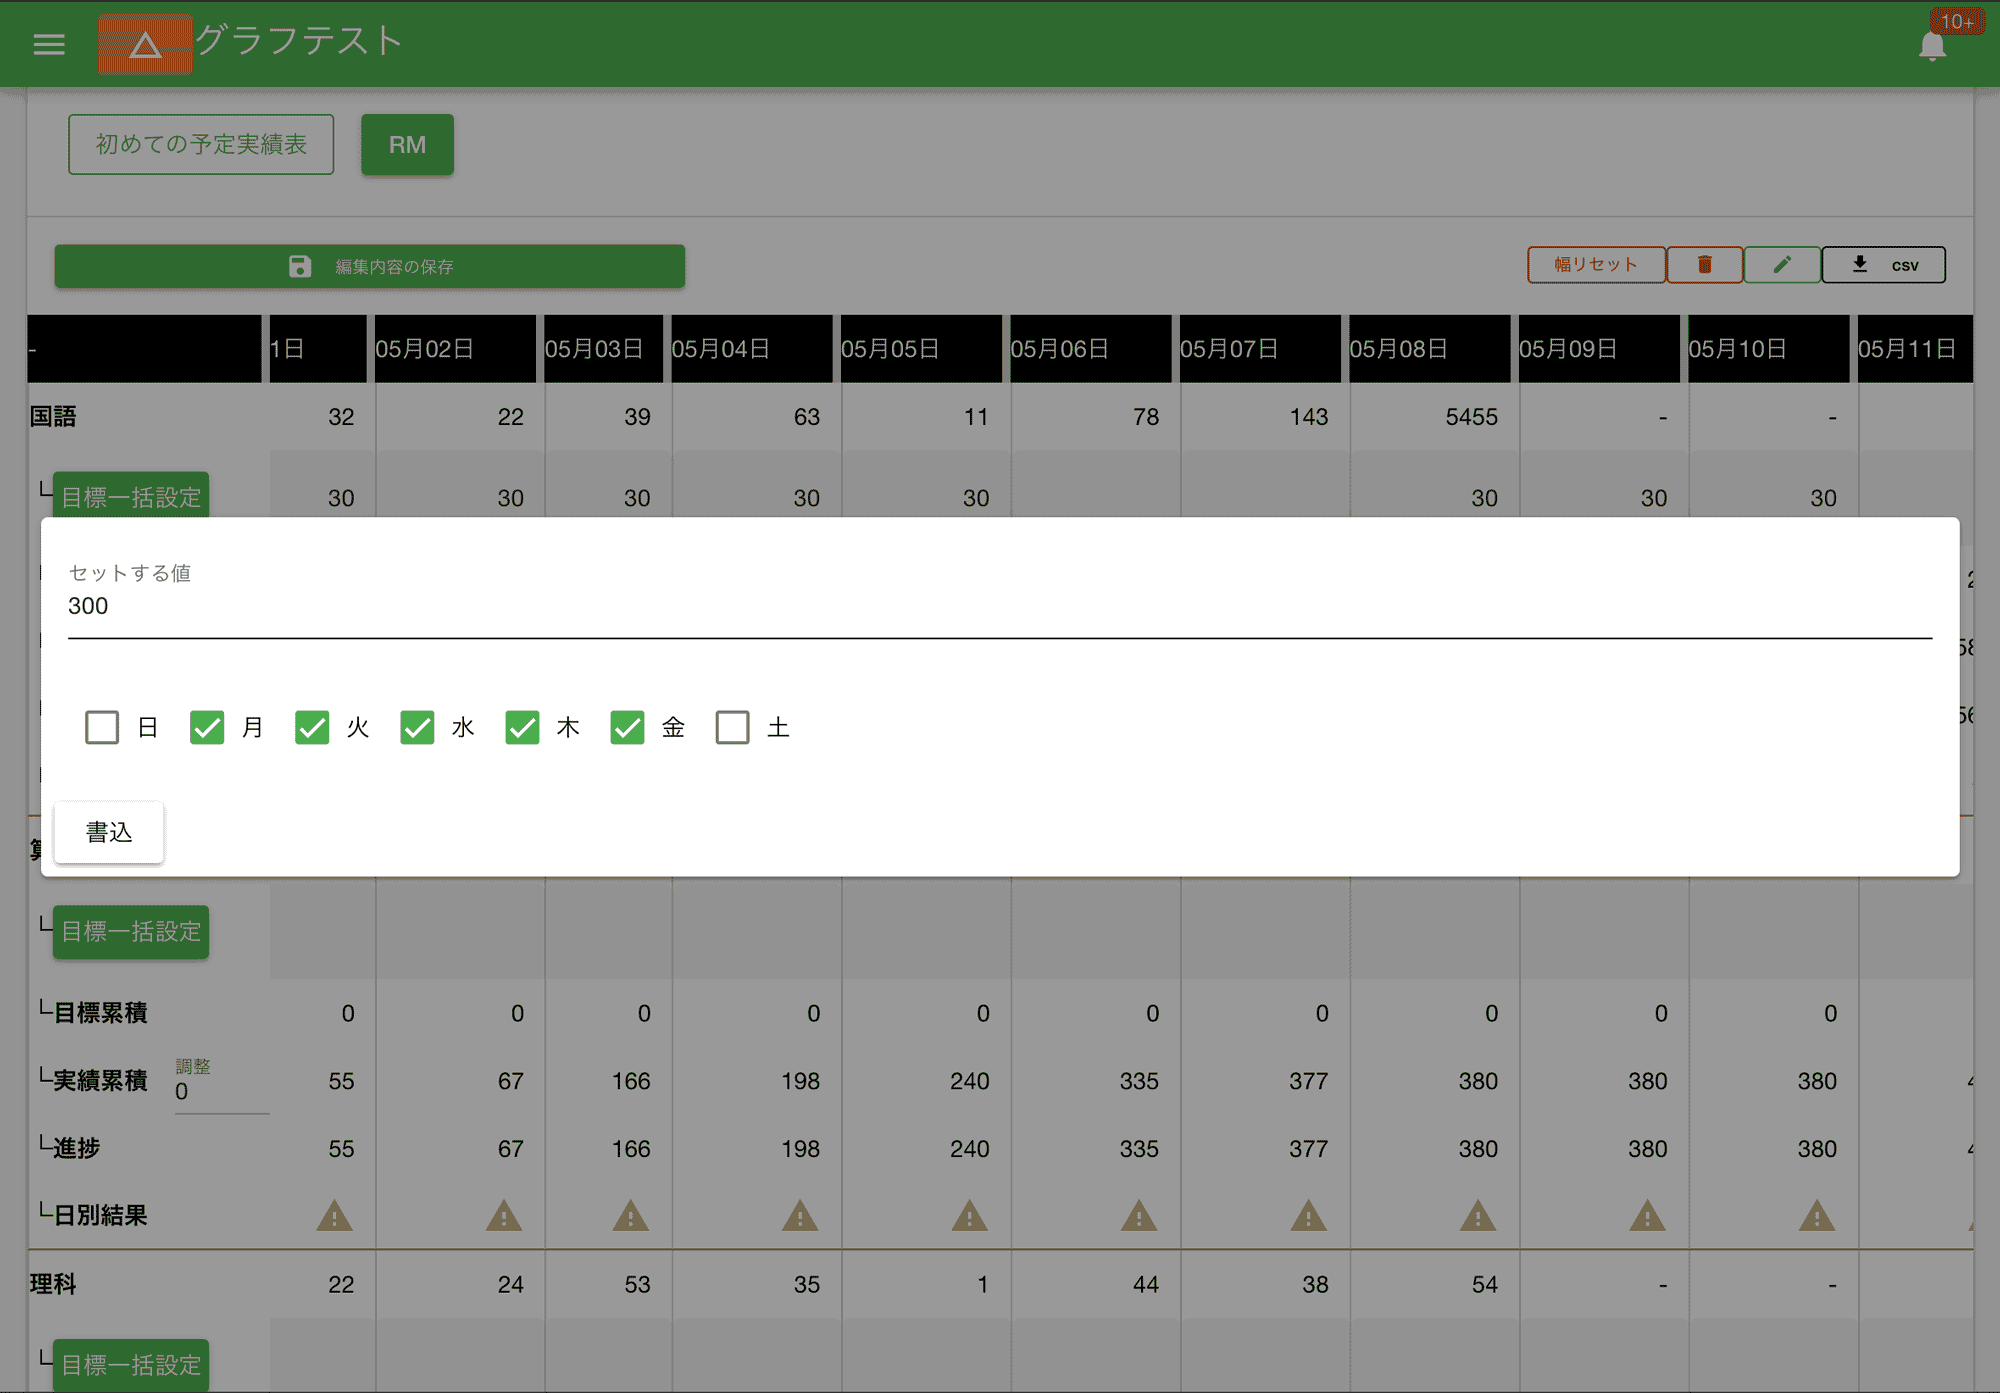 グラフテスト 10+
初めての予定実績表 RM
編集内容の保存 幅リセット csv
- 1日 05月02日 05月03日 05月04日 05月05日 05月06日 05月07日 05月08日 05月09日 05月10日 05月11日
国語 32 22 39 63 11 78 143 5455 - -
└目標一括設定 30 30 30 30 30 30 30 30
セットする値
300
日 月 火 水 木 金 土
書込
└目標一括設定
└目標累積 0 0 0 0 0 0 0 0 0 0
└実績累積 調整 0 55 67 166 198 240 335 377 380 380 380
└進捗 55 67 166 198 240 335 377 380 380 380
└日別結果
理科 22 24 53 35 1 44 38 54 - -
└目標一括設定